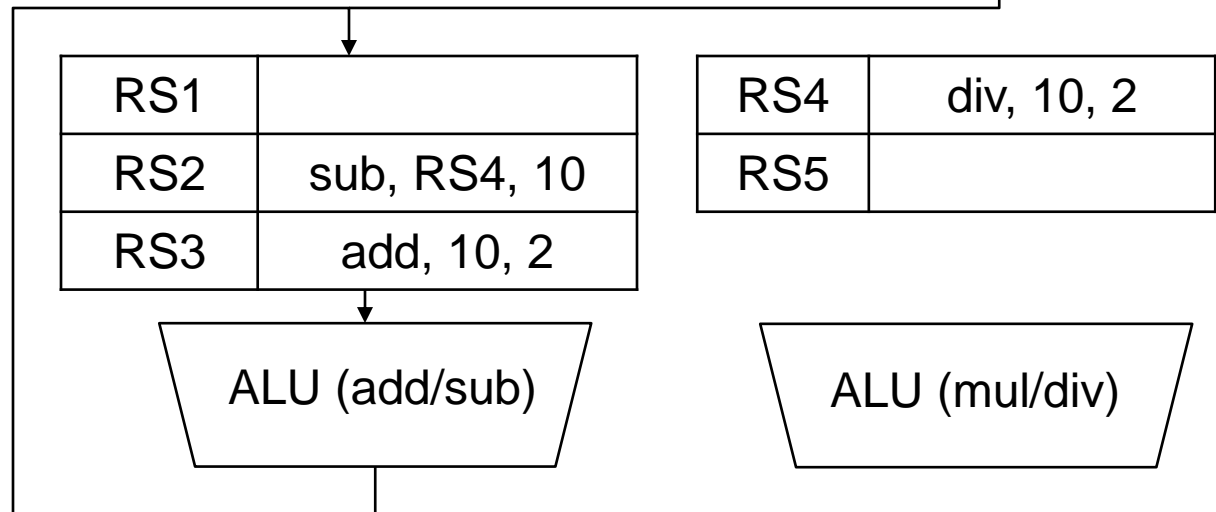 RS1
RS2 sub, RS4, 10
RS3 add, 10, 2
RS4 div, 10, 2
RS5
ALU (add/sub)
ALU (mul/div)